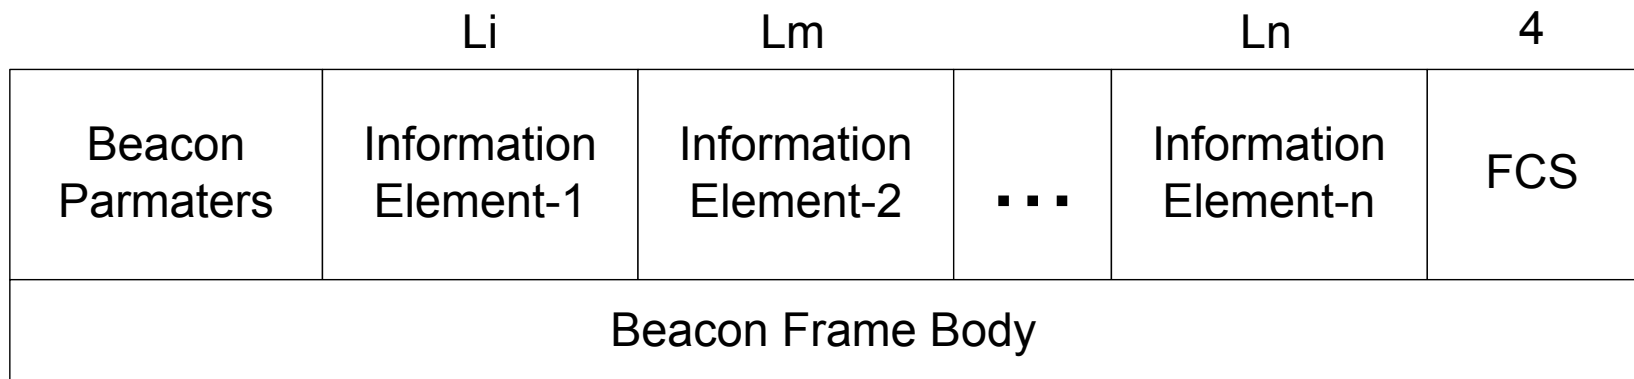 Li Lm Ln 4
Beacon Information Information Information
Parmaters Element-1 Element-2 ... Element-n FCS
Beacon Frame Body